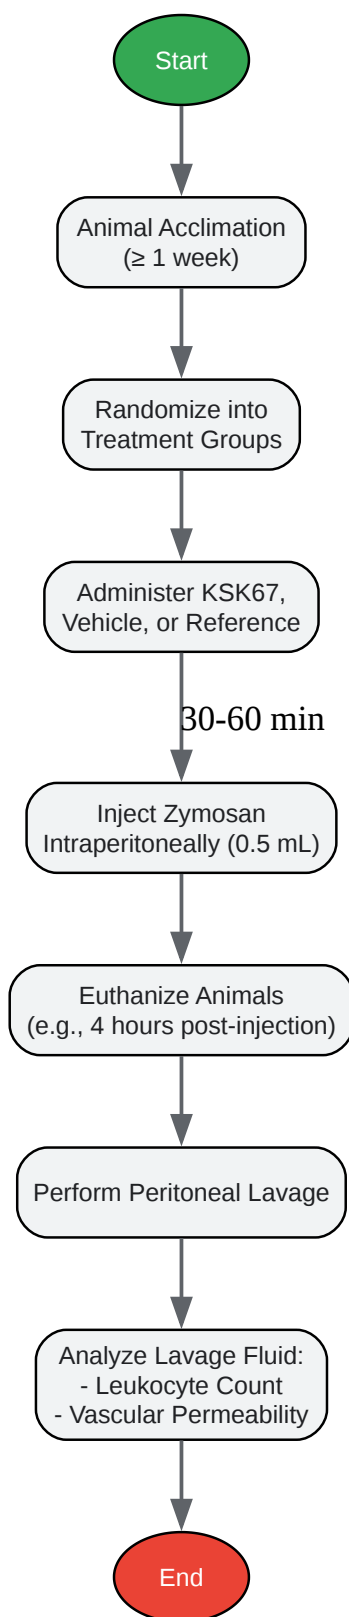 Start
Animal Acclimation
(≥ 1 week)
Randomize into
Treatment Groups
Administer KSK67,
Vehicle, or Reference
30-60 min
Inject Zymosan
Intraperitoneally (0.5 mL)
Euthanize Animals
(e.g., 4 hours post-injection)
Perform Peritoneal Lavage
Analyze Lavage Fluid:
- Leukocyte Count
- Vascular Permeability
End